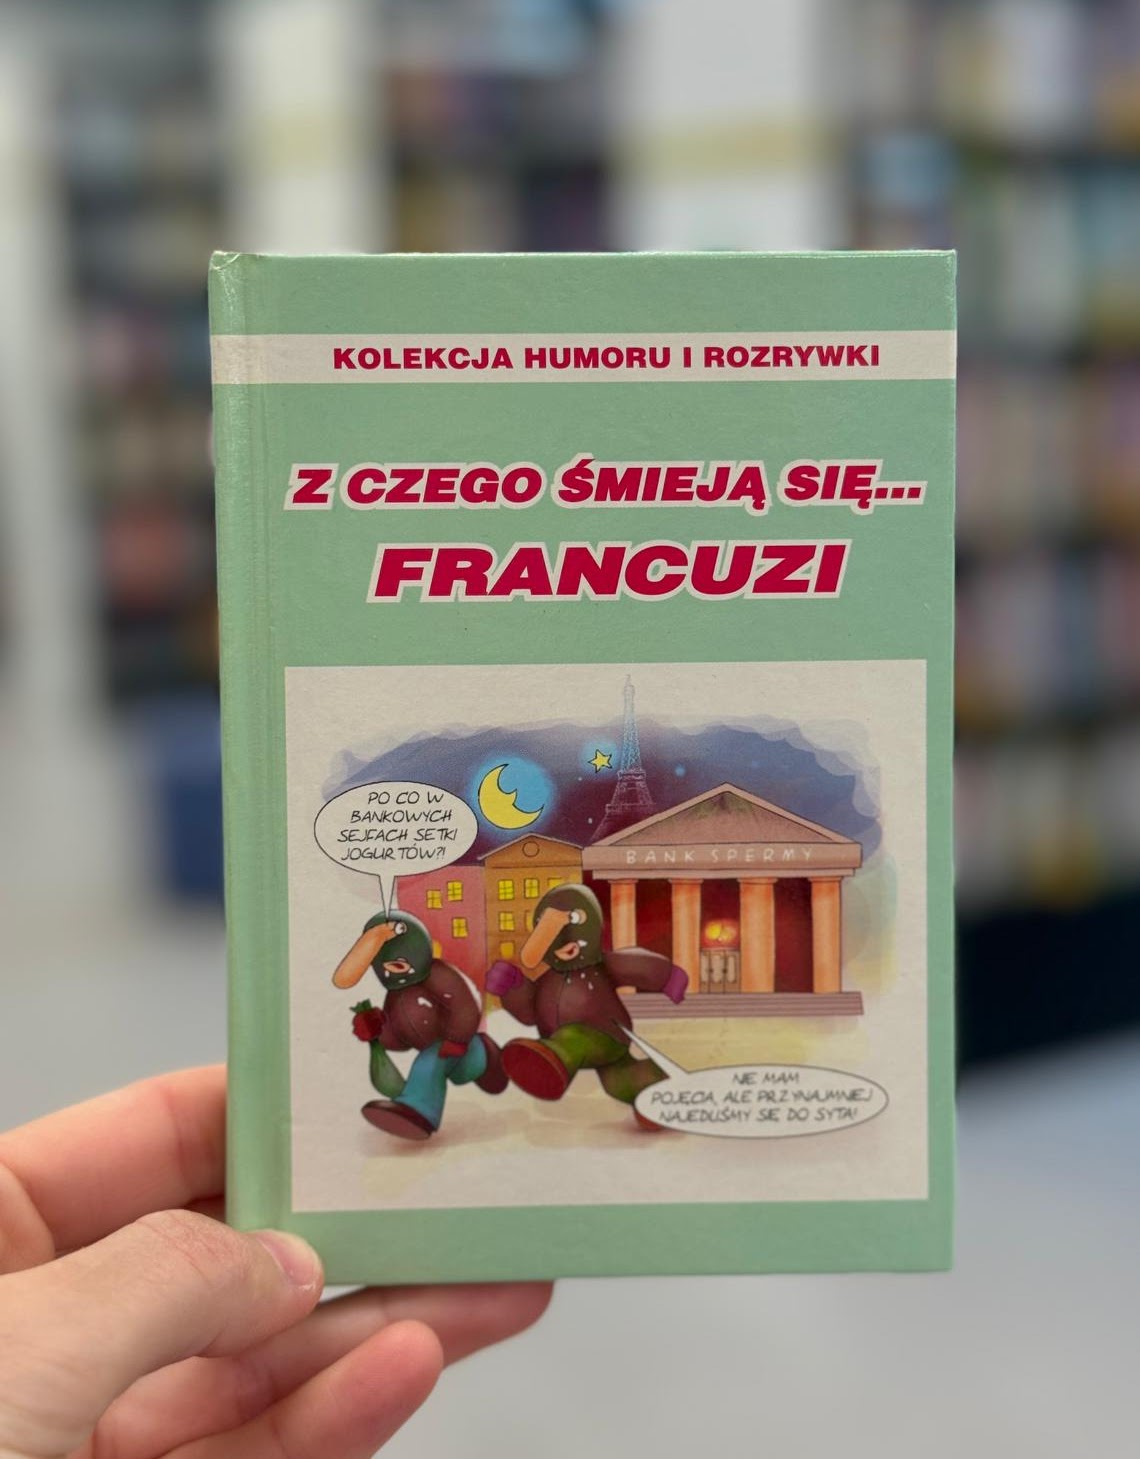 KOLEKCJA HUMORU I ROZRYWKI
Z CZEGO ŚMIEJĄ SIĘ...
FRANCUZI
PO CO W
BANKOWYCH
SEJFACH SETKI
JOGURTÓW?!
BANK SPERMY
NIE MAM
POJĘCIA, ALE PRZYNAJMNIEJ
NAJEDLIŚMY SIĘ DO SYTA!